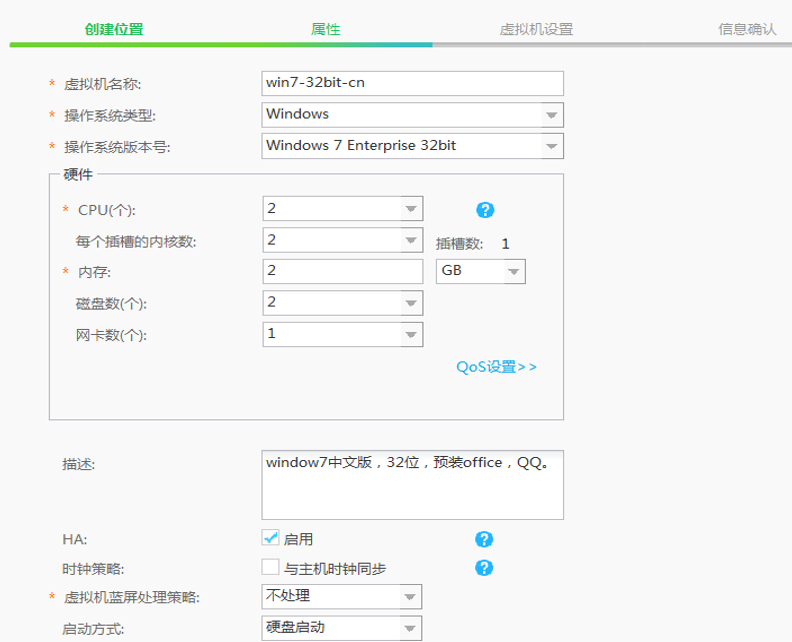 创建位置 属性 虚拟机设置 信息确认
* 虚拟机名称: win7-32bit-cn
* 操作系统类型: Windows
* 操作系统版本号: Windows 7 Enterprise 32bit
硬件
* CPU(个): 2 ?
每个插槽的内核数: 2 插槽数: 1
* 内存: 2 GB
磁盘数(个): 2
网卡数(个): 1
QoS设置>>
描述: window7中文版，32位，预装office，QQ。
HA: 启用 ?
时钟策略: 与主机时钟同步 ?
* 虚拟机蓝屏处理策略: 不处理
启动方式: 硬盘启动